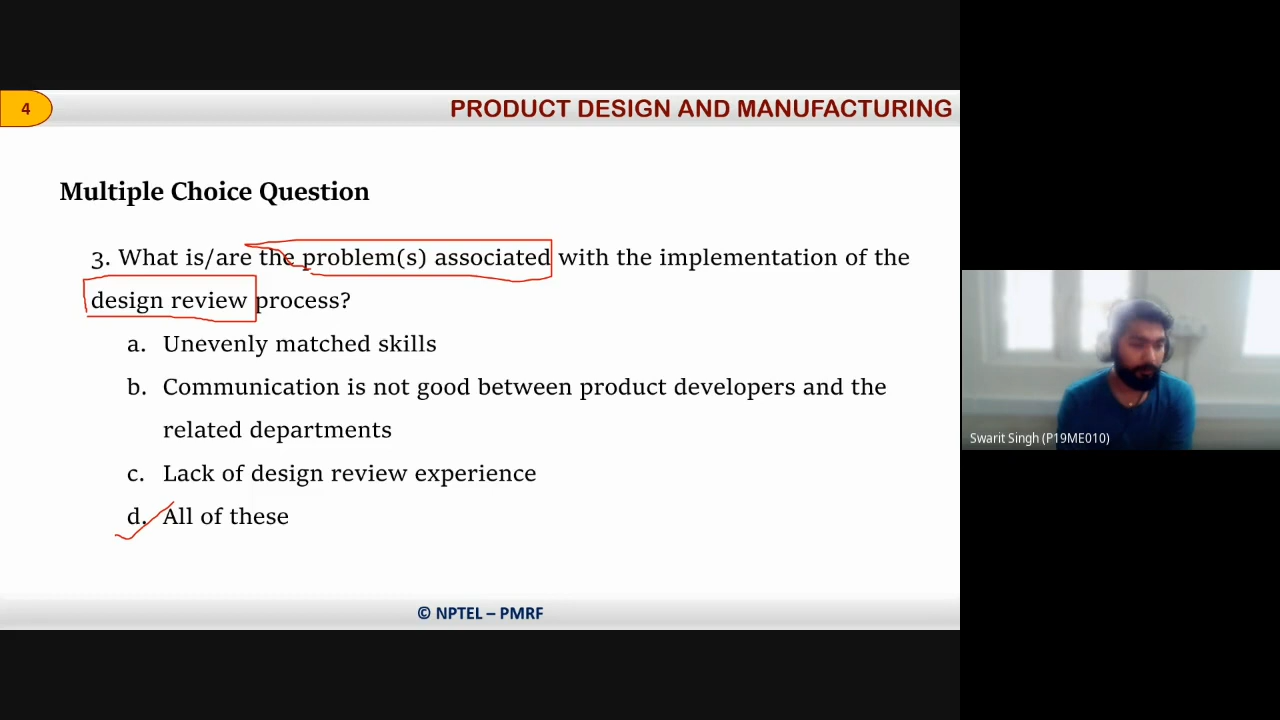 4
PRODUCT DESIGN AND MANUFACTURING
Multiple Choice Question
3. What is/are the problem(s) associated with the implementation of the
design review process?
a. Unevenly matched skills
b. Communication is not good between product developers and the
related departments
c. Lack of design review experience
d. All of these
Swarit Singh (P19ME010)
© NPTEL – PMRF